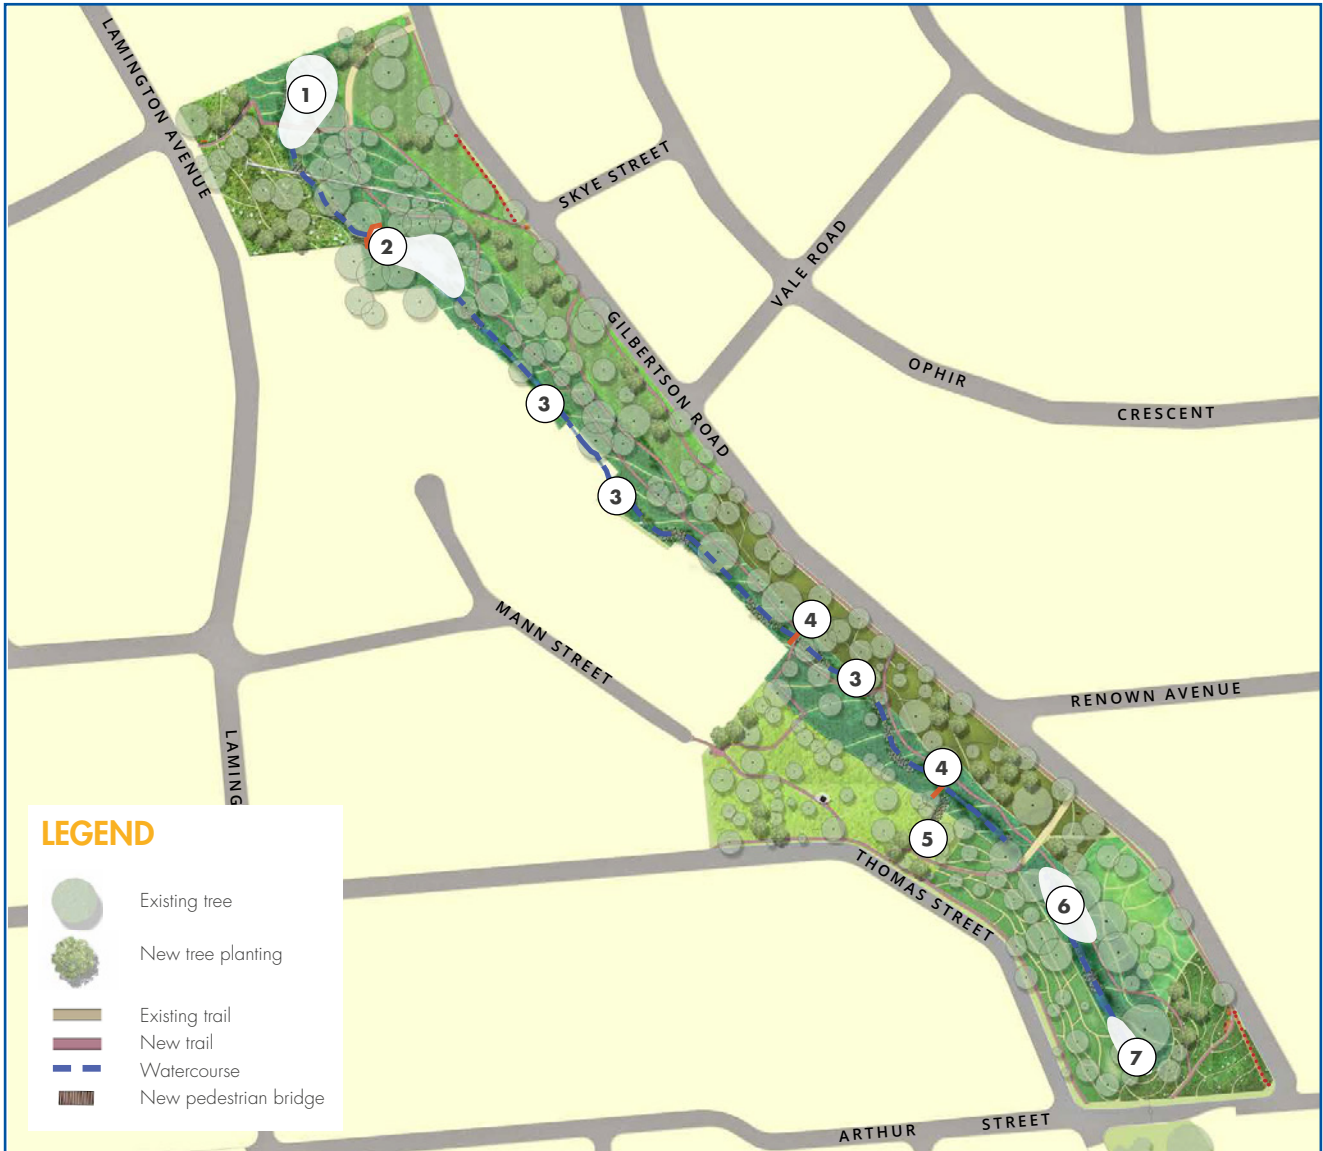 LAMINGTON AVENUE
1
SKYE STREET
2
VALE ROAD
GILBERTSON ROAD
OPHIR
CRESCENT
3
3
MANN STREET
4
3
RENOWN AVENUE
LAMING
4
5
THOMAS STREET
6
7
ARTHUR STREET
LEGEND
Existing tree
New tree planting
Existing trail
New trail
Watercourse
New pedestrian bridge